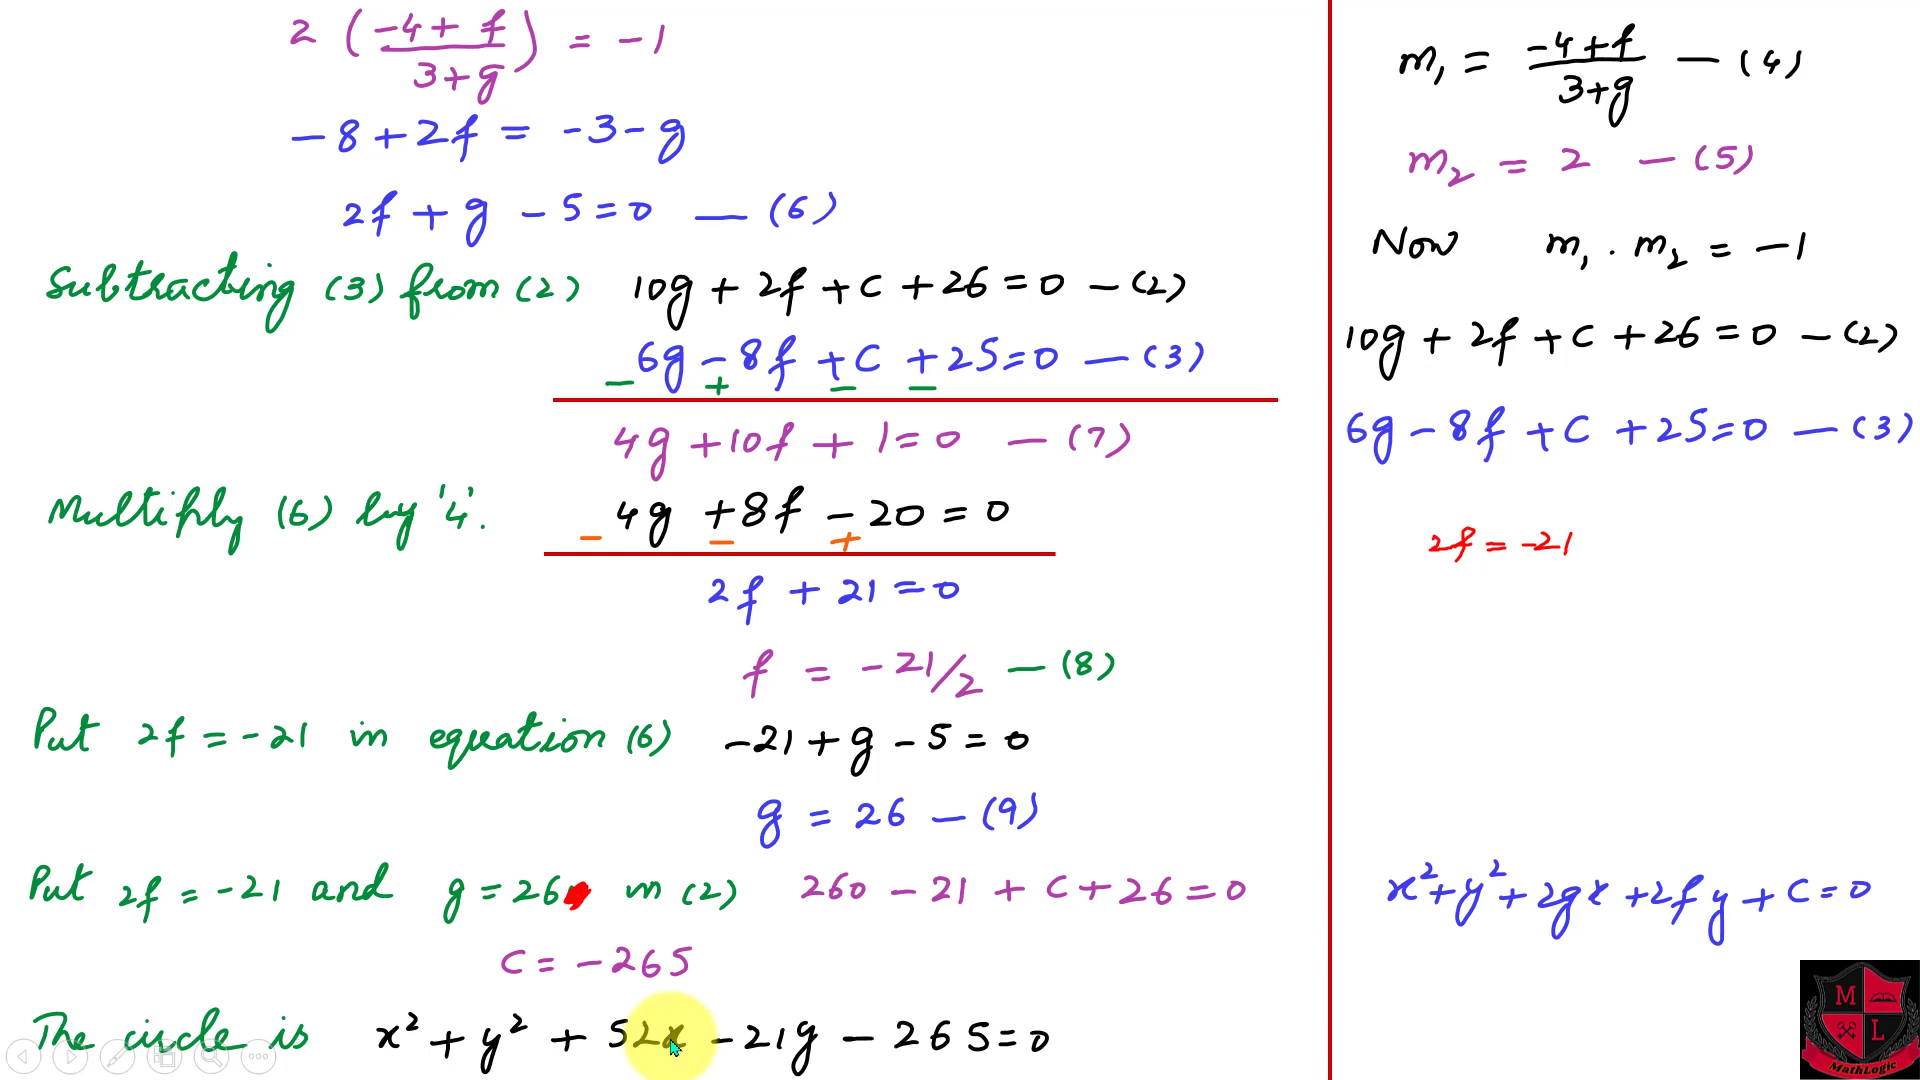 2 (-4+f / 3+g) = -1
-8+2f = -3-g
2f + g - 5 = 0 — (6)
Subtracting (3) from (2) 10g + 2f + c + 26 = 0 — (2)
6g - 8f + c + 25 = 0 — (3)
- + - -
4g + 10f + 1 = 0 — (7)
Multiply (6) by '4'. 4g + 8f - 20 = 0
- - +
2f + 21 = 0
f = -21/2 — (8)
Put 2f = -21 in equation (6) -21 + g - 5 = 0
g = 26 — (9)
Put 2f = -21 and g = 26 in (2) 260 - 21 + c + 26 = 0
c = -265
The circle is x² + y² + 52x - 21y - 265 = 0
m₁ = -4+f / 3+g — (4)
m₂ = 2 — (5)
Now m₁ . m₂ = -1
10g + 2f + c + 26 = 0 — (2)
6g - 8f + c + 25 = 0 — (3)
2f = -21
x² + y² + 2gx + 2fy + c = 0
M
L
MathLogic